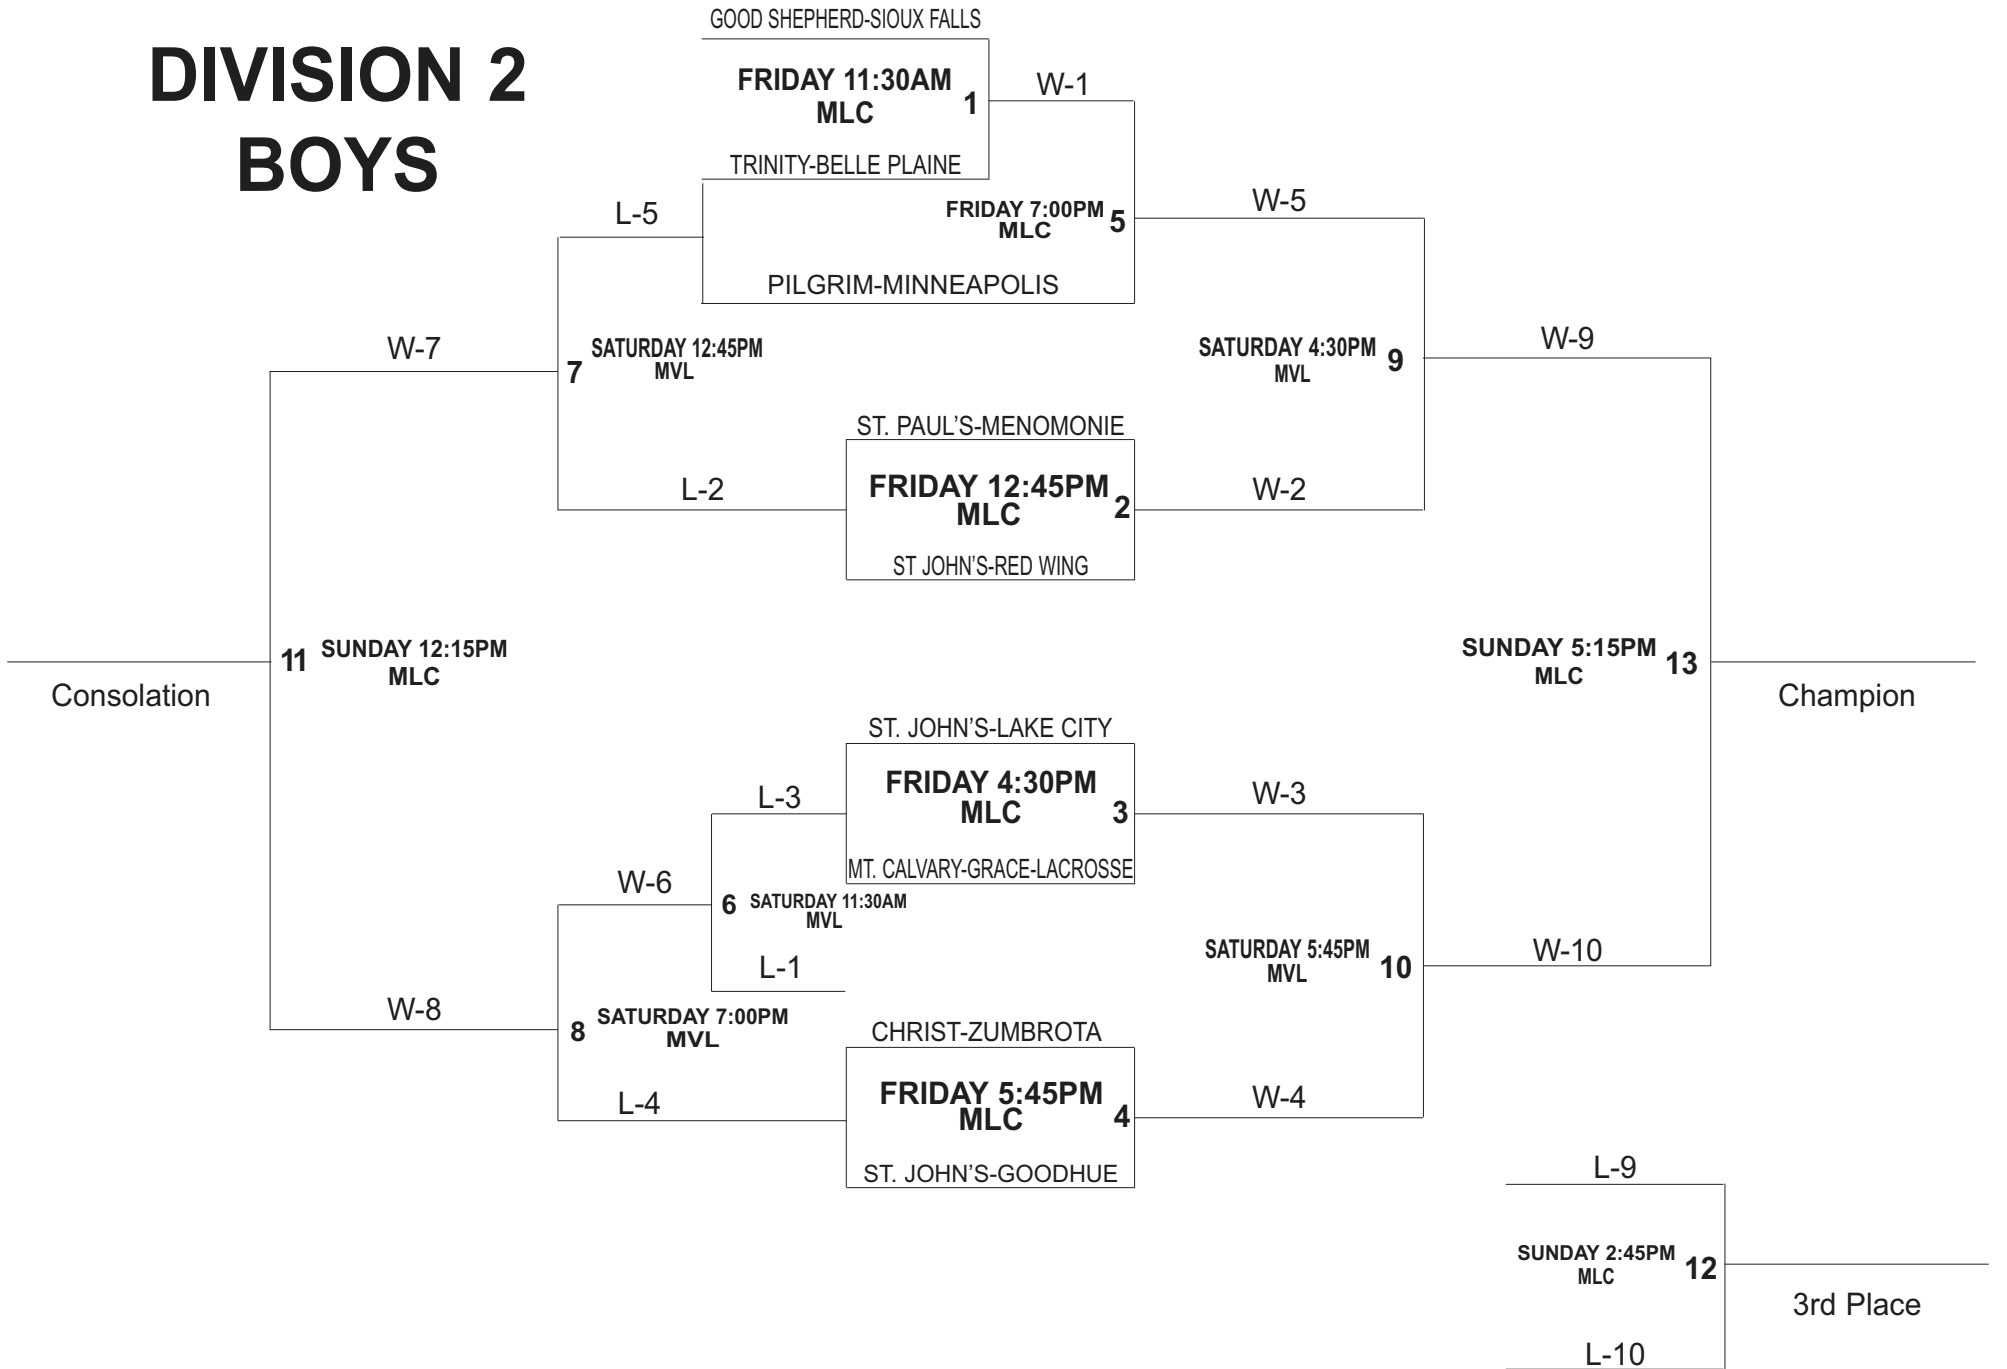 DIVISION 2
BOYS
GOOD SHEPHERD-SIOUX FALLS
FRIDAY 11:30AM
MLC
1
W-1
TRINITY-BELLE PLAINE
L-5
FRIDAY 7:00PM
MLC
5
W-5
PILGRIM-MINNEAPOLIS
W-7
7
SATURDAY 12:45PM
MVL
SATURDAY 4:30PM
MVL
9
W-9
ST. PAUL'S-MENOMONIE
L-2
FRIDAY 12:45PM
MLC
2
W-2
ST JOHN'S-RED WING
11
SUNDAY 12:15PM
MLC
Consolation
SUNDAY 5:15PM
MLC
13
Champion
ST. JOHN'S-LAKE CITY
L-3
FRIDAY 4:30PM
MLC
3
W-3
MT. CALVARY-GRACE-LACROSSE
W-6
6
SATURDAY 11:30AM
MVL
L-1
SATURDAY 5:45PM
MVL
10
W-10
W-8
8
SATURDAY 7:00PM
MVL
CHRIST-ZUMBROTA
L-4
FRIDAY 5:45PM
MLC
4
W-4
ST. JOHN'S-GOODHUE
L-9
SUNDAY 2:45PM
MLC
12
3rd Place
L-10